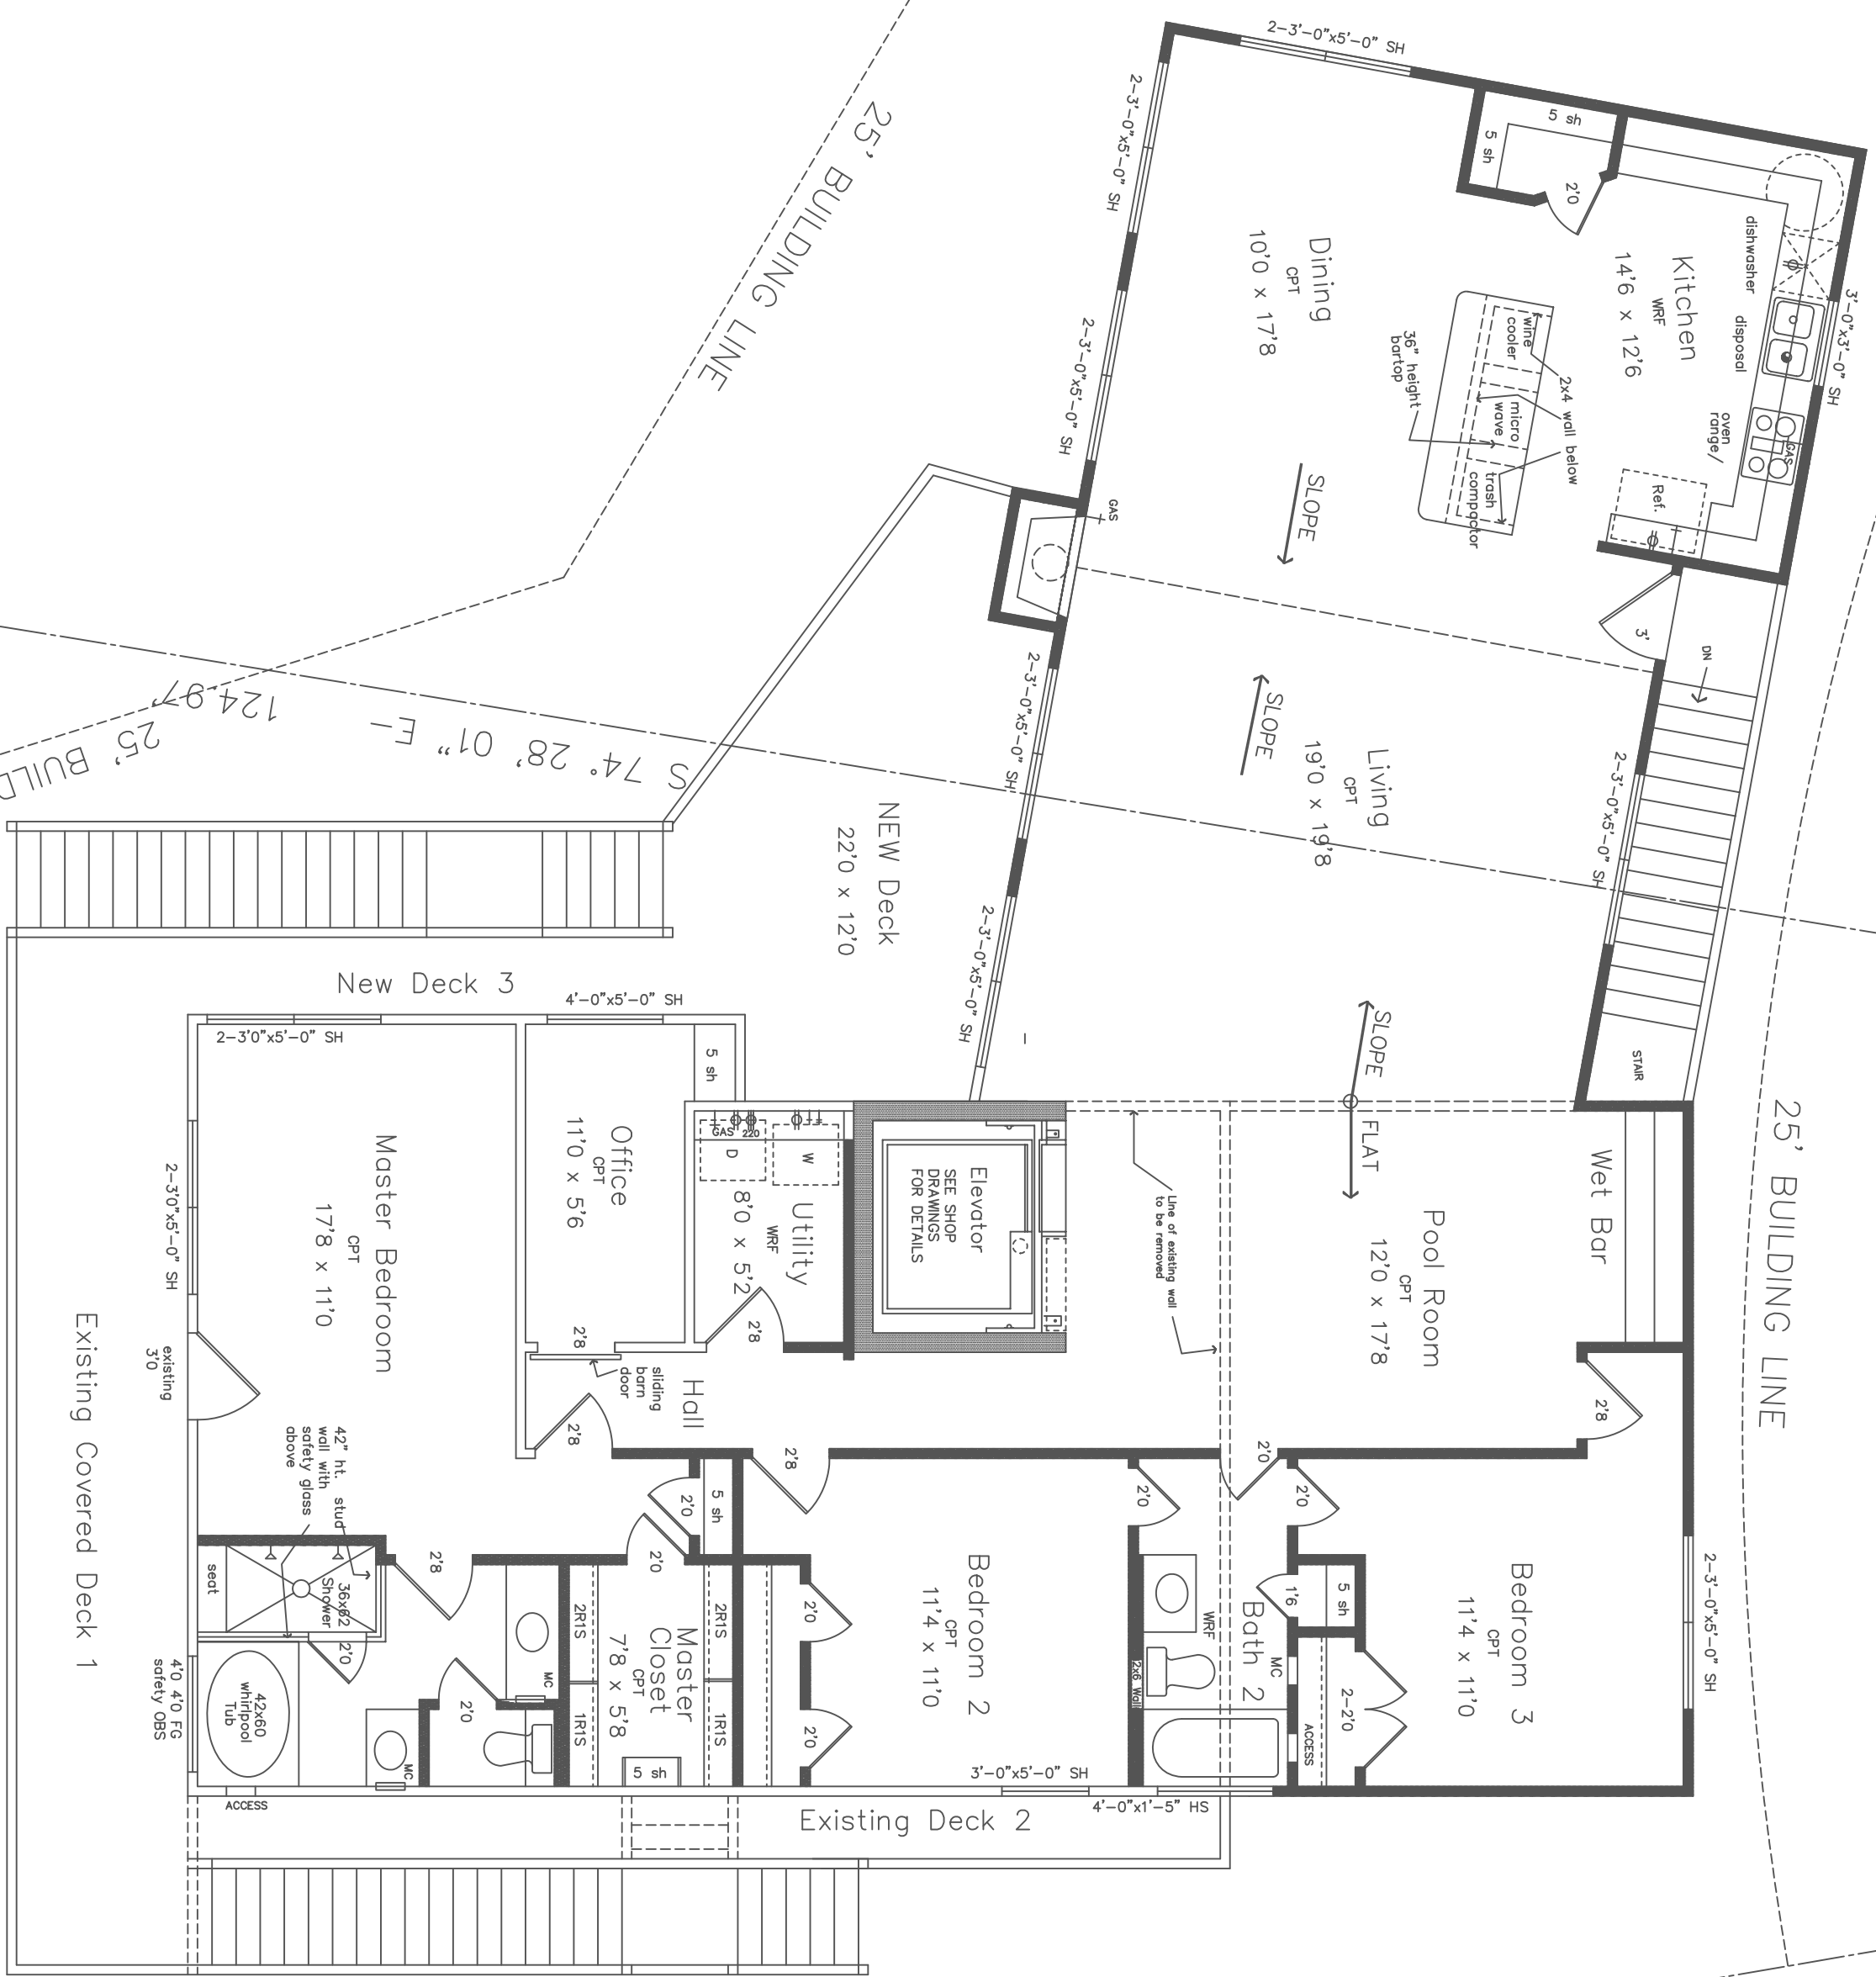 2-3'-0"x5'-0" SH
2-3'-0"x5'-0" SH
5 sh
5 sh
2'0
Dining
CPT
10'0 x 17'8
Kitchen
WRF
14'6 x 12'6
dishwasher
disposal
3'-0"x3'-0" SH
oven
range/
GAS
Ref.
wine
cooler
2x4 wall below
micro
wave
trash
compactor
36" height
bartop
2-3'-0"x5'-0" SH
25' BUILDING LINE
GAS
SLOPE
3'
DN
SLOPE
Living
CPT
19'0 x 19'8
2-3'-0"x5'-0" SH
2-3'-0"x5'-0" SH
2-3'-0"x5'-0" SH
S 74° 28' 01" E-
124.97'
25' BUILD
NEW Deck
22'0 x 12'0
SLOPE
FLAT
STAIR
25' BUILDING LINE
New Deck 3
4'-0"x5'-0" SH
2-3'0"x5'-0" SH
5 sh
Office
CPT
11'0 x 5'6
GAS
220
D
W
Utility
WRF
8'0 x 5'2
2'8
Elevator
SEE SHOP
DRAWINGS
FOR DETAILS
Line of existing wall
to be removed
Pool Room
CPT
12'0 x 17'8
Wet Bar
2'8
Master Bedroom
CPT
17'8 x 11'0
2-3'0"x5'-0" SH
existing
3'0
Existing Covered Deck 1
2'8
sliding
barn
door
Hall
2'8
2'8
2'0
2'0
2'0
42" ht. stud
wall with
safety glass
above
seat
36x62
Shower
2'0
2'8
2'0
5 sh
2'0
42x60
whirlpool
Tub
4'0 4'0 FG
safety OBS
ACCESS
MC
MC
2'0
2R1S
2R1S
1R1S
1R1S
Master
Closet
CPT
7'8 x 5'8
5 sh
2'0
2'0
Bedroom 2
CPT
11'4 x 11'0
3'-0"x5'-0" SH
Bath 2
WRF
MC
2x6 Wall
1'6
5 sh
4'-0"x1'-5" HS
ACCESS
2-2'0
Bedroom 3
CPT
11'4 x 11'0
2-3'-0"x5'-0" SH
Existing Deck 2